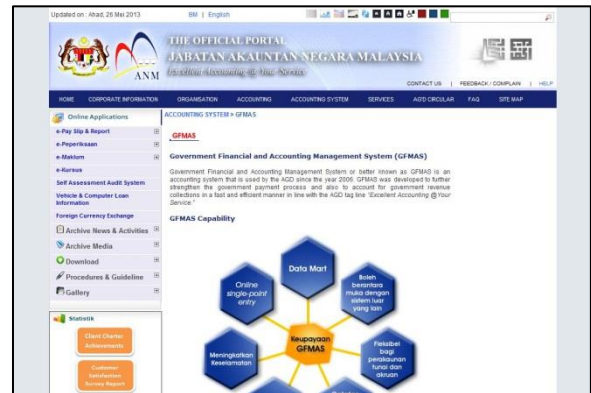 Updated on : Ahad, 26 Mei 2013
BM | English
THE OFFICIAL PORTAL
JABATAN AKAUNTAN NEGARA MALAYSIA
Excellent Accounting @ Your Service
ANM
CONTACT US | FEEDBACK / COMPLAIN | HELP
HOME CORPORATE INFORMATION ORGANISATION ACCOUNTING ACCOUNTING SYSTEM SERVICES AG'D CIRCULAR FAQ SITE MAP
Online Applications
e-Pay Slip & Report
e-Peperiksaan
e-Maklum
e-Kursus
Self Assessment Audit System
Vehicle & Computer Loan
Information
Foreign Currency Exchange
Archive News & Activities
Archive Media
Download
Procedures & Guideline
Gallery
Statistik
Client Charter
Achievements
Customer
Satisfaction
Survey Report
ACCOUNTING SYSTEM » GFMAS
GFMAS
Government Financial and Accounting Management System (GFMAS)
Government Financial and Accounting Management System or better known as GFMAS is an
accounting system that is used by the AGD since the year 2006. GFMAS was developed to further
strengthen the government payment process and also to account for government revenue
collections in a fast and efficient manner in line with the AGD tag line "Excellent Accounting @Your
Service."
GFMAS Capability
Data Mart
Online
single-point
entry
Boleh
berantara
muka dengan
sistem luar
yang lain
Keupayaan
GFMAS
Meningkatkan
Keselamatan
Fleksibel
bagi
perakaunan
tunai dan
akruan